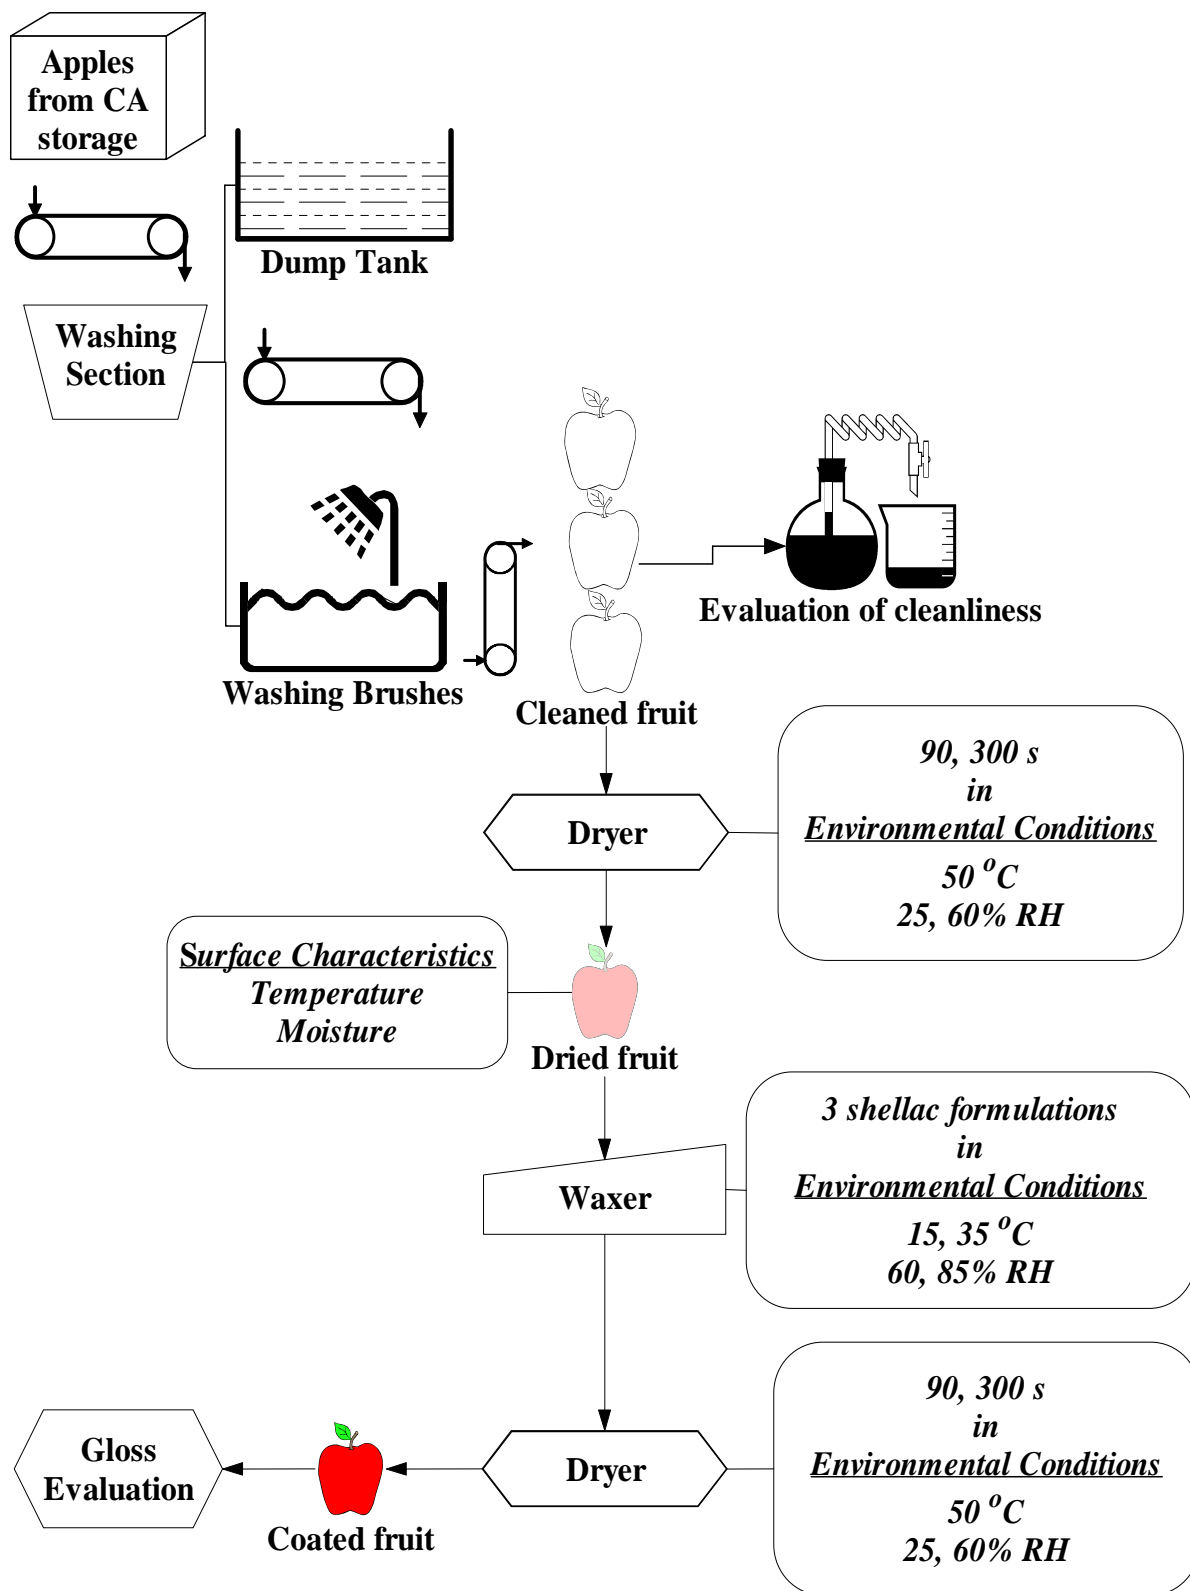 Apples
from CA
storage
Dump Tank
Washing
Section
Washing Brushes
Evaluation of cleanliness
Cleaned fruit
Dryer
90, 300 s
in
Environmental Conditions
50 °C
25, 60% RH
Surface Characteristics
Temperature
Moisture
Dried fruit
Waxer
3 shellac formulations
in
Environmental Conditions
15, 35 °C
60, 85% RH
Dryer
90, 300 s
in
Environmental Conditions
50 °C
25, 60% RH
Coated fruit
Gloss
Evaluation